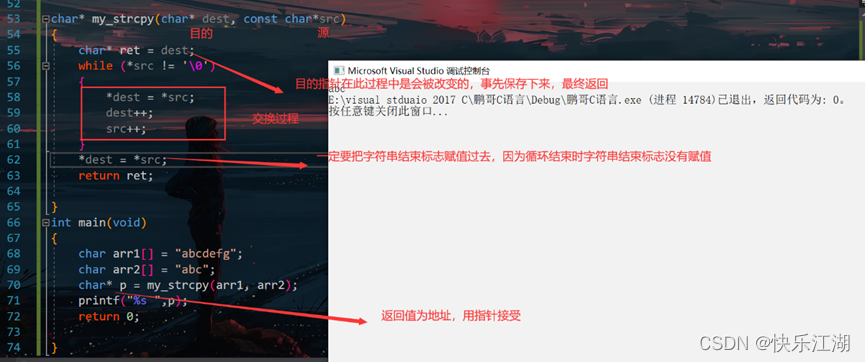 52
53 char* my_strcpy(char* dest, const char*src)
目的 源
54 {
55 char* ret = dest;
56 while (*src != '\0')
57 {
58 *dest = *src;
59 dest++;
60 src++;
61 }
62 *dest = *src;
63 return ret;
64
65 }
66 int main(void)
67 {
68 char arr1[] = "abcdefg";
69 char arr2[] = "abc";
70 char* p = my_strcpy(arr1, arr2);
71 printf("%s ",p);
72 return 0;
73
74 }
交换过程
Microsoft Visual Studio 调试控制台
目的指针在此过程中是会被改变的，事先保存下来，最终返回
abc
E:\visual stduaio 2017 C\鹏哥C语言\Debug\鹏哥C语言.exe (进程 14784)已退出，返回代码为: 0。
按任意键关闭此窗口...
一定要把字符串结束标志赋值过去，因为循环结束时字符串结束标志没有赋值
返回值为地址，用指针接受
CSDN @快乐江湖